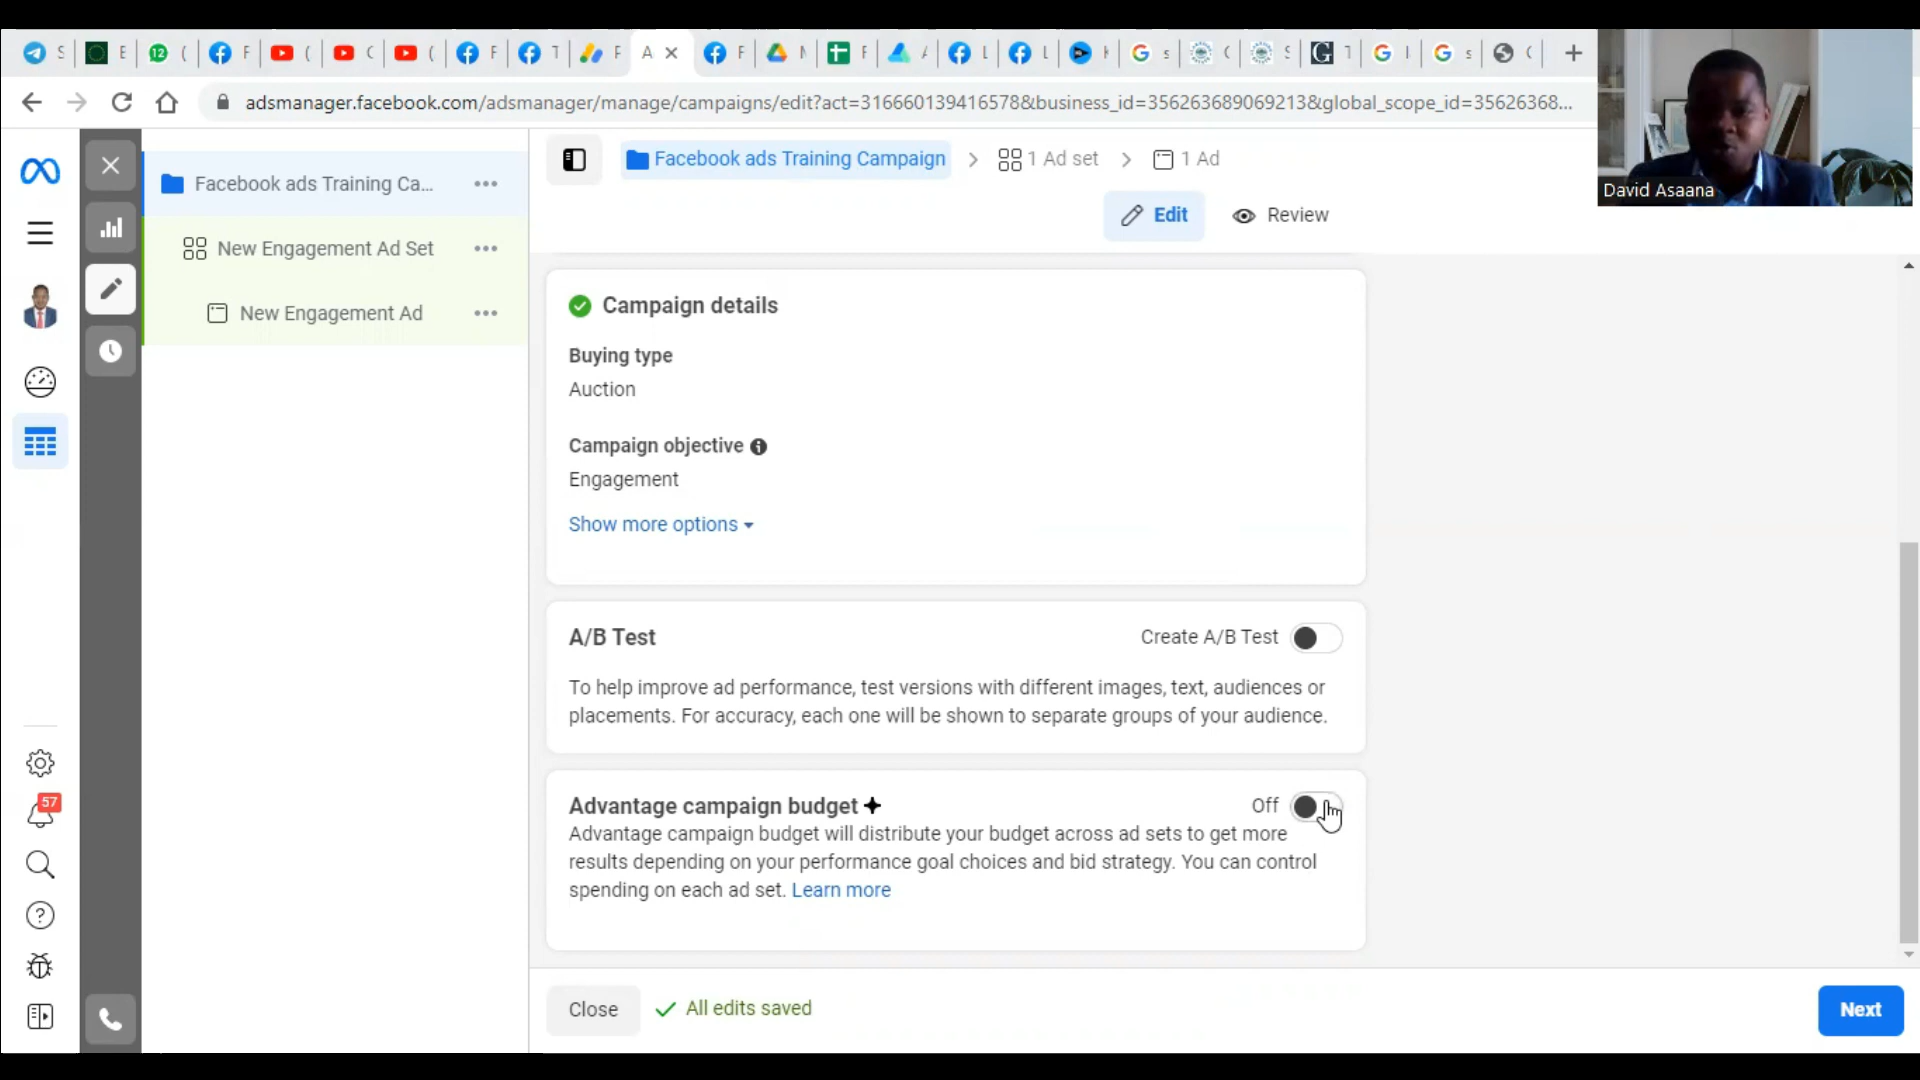 S
E
12
(
F
(
C
(
F
T
F
A
F
M
F
A
L
L
k
s
C
S
T
I
s
(
adsmanager.facebook.com/adsmanager/manage/campaigns/edit?act=316660139416578&business_id=356263689069213&global_scope_id=35626368...
David Asaana
Facebook ads Training Ca...
New Engagement Ad Set
New Engagement Ad
57
Facebook ads Training Campaign
1 Ad set
1 Ad
Edit
Review
Campaign details
Buying type
Auction
Campaign objective
Engagement
Show more options
A/B Test
Create A/B Test
To help improve ad performance, test versions with different images, text, audiences or
placements. For accuracy, each one will be shown to separate groups of your audience.
Advantage campaign budget
Off
Advantage campaign budget will distribute your budget across ad sets to get more
results depending on your performance goal choices and bid strategy. You can control
spending on each ad set. Learn more
Close
All edits saved
Next